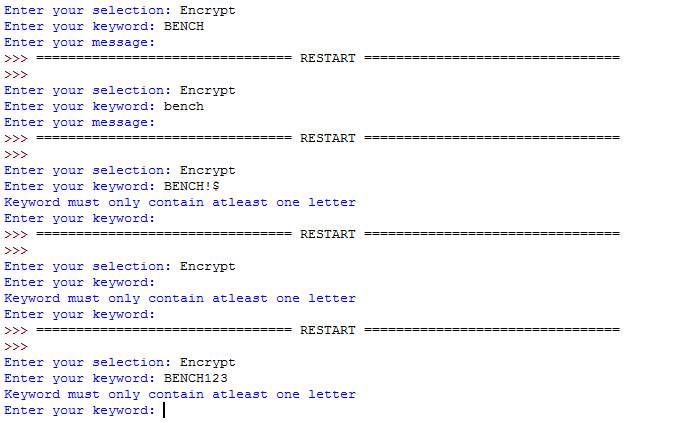 Enter your selection: Encrypt
Enter your keyword: BENCH
Enter your message:
>>> ================================ RESTART ================================
>>>
Enter your selection: Encrypt
Enter your keyword: bench
Enter your message:
>>> ================================ RESTART ================================
>>>
Enter your selection: Encrypt
Enter your keyword: BENCH!$
Keyword must only contain atleast one letter
Enter your keyword:
>>> ================================ RESTART ================================
>>>
Enter your selection: Encrypt
Enter your keyword:
Keyword must only contain atleast one letter
Enter your keyword:
>>> ================================ RESTART ================================
>>>
Enter your selection: Encrypt
Enter your keyword: BENCH123
Keyword must only contain atleast one letter
Enter your keyword: